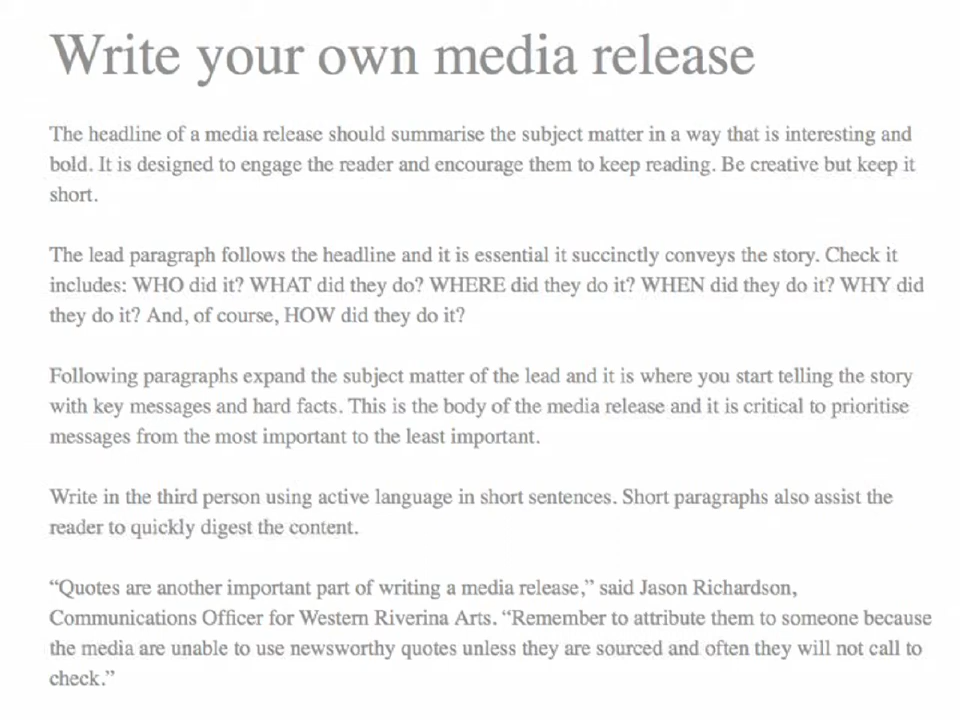 Write your own media release
The headline of a media release should summarise the subject matter in a way that is interesting and
bold. It is designed to engage the reader and encourage them to keep reading. Be creative but keep it
short.
The lead paragraph follows the headline and it is essential it succinctly conveys the story. Check it
includes: WHO did it? WHAT did they do? WHERE did they do it? WHEN did they do it? WHY did
they do it? And, of course, HOW did they do it?
Following paragraphs expand the subject matter of the lead and it is where you start telling the story
with key messages and hard facts. This is the body of the media release and it is critical to prioritise
messages from the most important to the least important.
Write in the third person using active language in short sentences. Short paragraphs also assist the
reader to quickly digest the content.
“Quotes are another important part of writing a media release,” said Jason Richardson,
Communications Officer for Western Riverina Arts. “Remember to attribute them to someone because
the media are unable to use newsworthy quotes unless they are sourced and often they will not call to
check.”